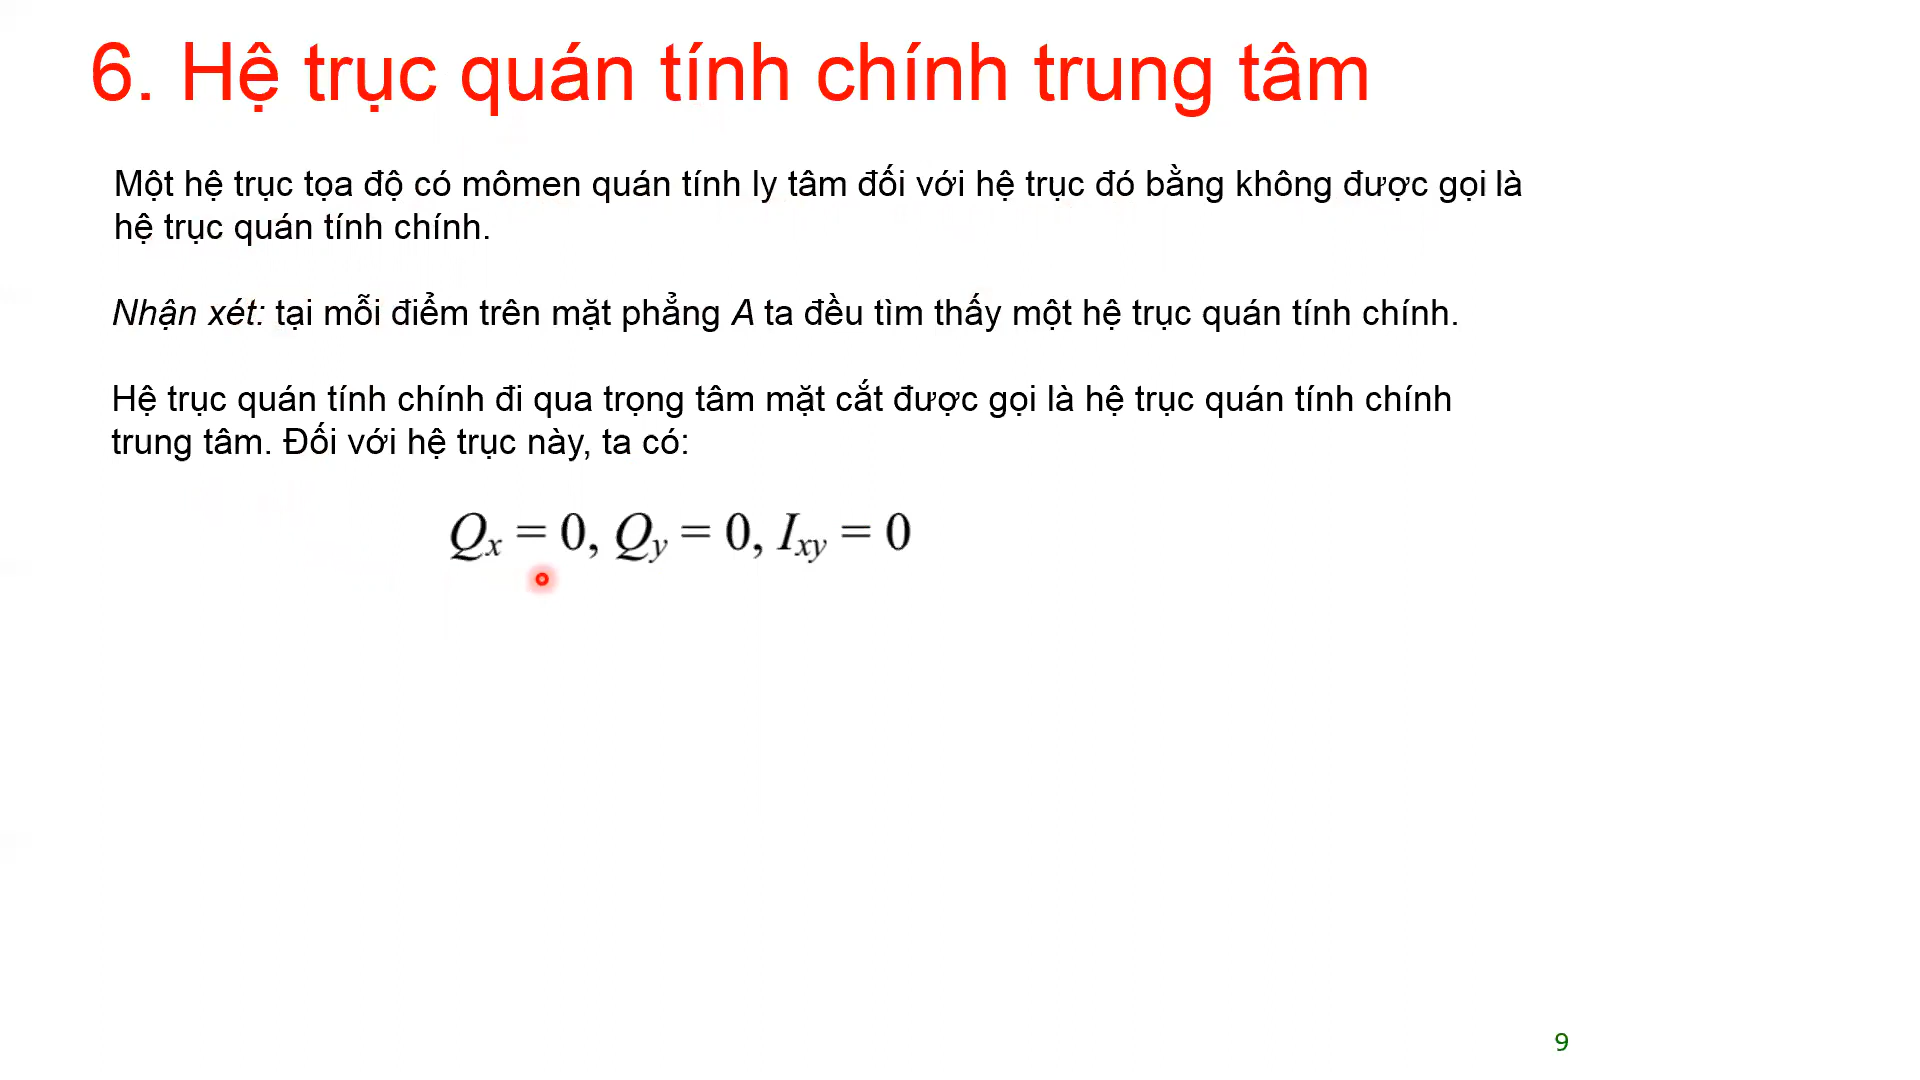 6. Hệ trục quán tính chính trung tâm
Một hệ trục tọa độ có mômen quán tính ly tâm đối với hệ trục đó bằng không được gọi là
hệ trục quán tính chính.
Nhận xét: tại mỗi điểm trên mặt phẳng A ta đều tìm thấy một hệ trục quán tính chính.
Hệ trục quán tính chính đi qua trọng tâm mặt cắt được gọi là hệ trục quán tính chính
trung tâm. Đối với hệ trục này, ta có:
Qx = 0, Qy = 0, Ixy = 0
9